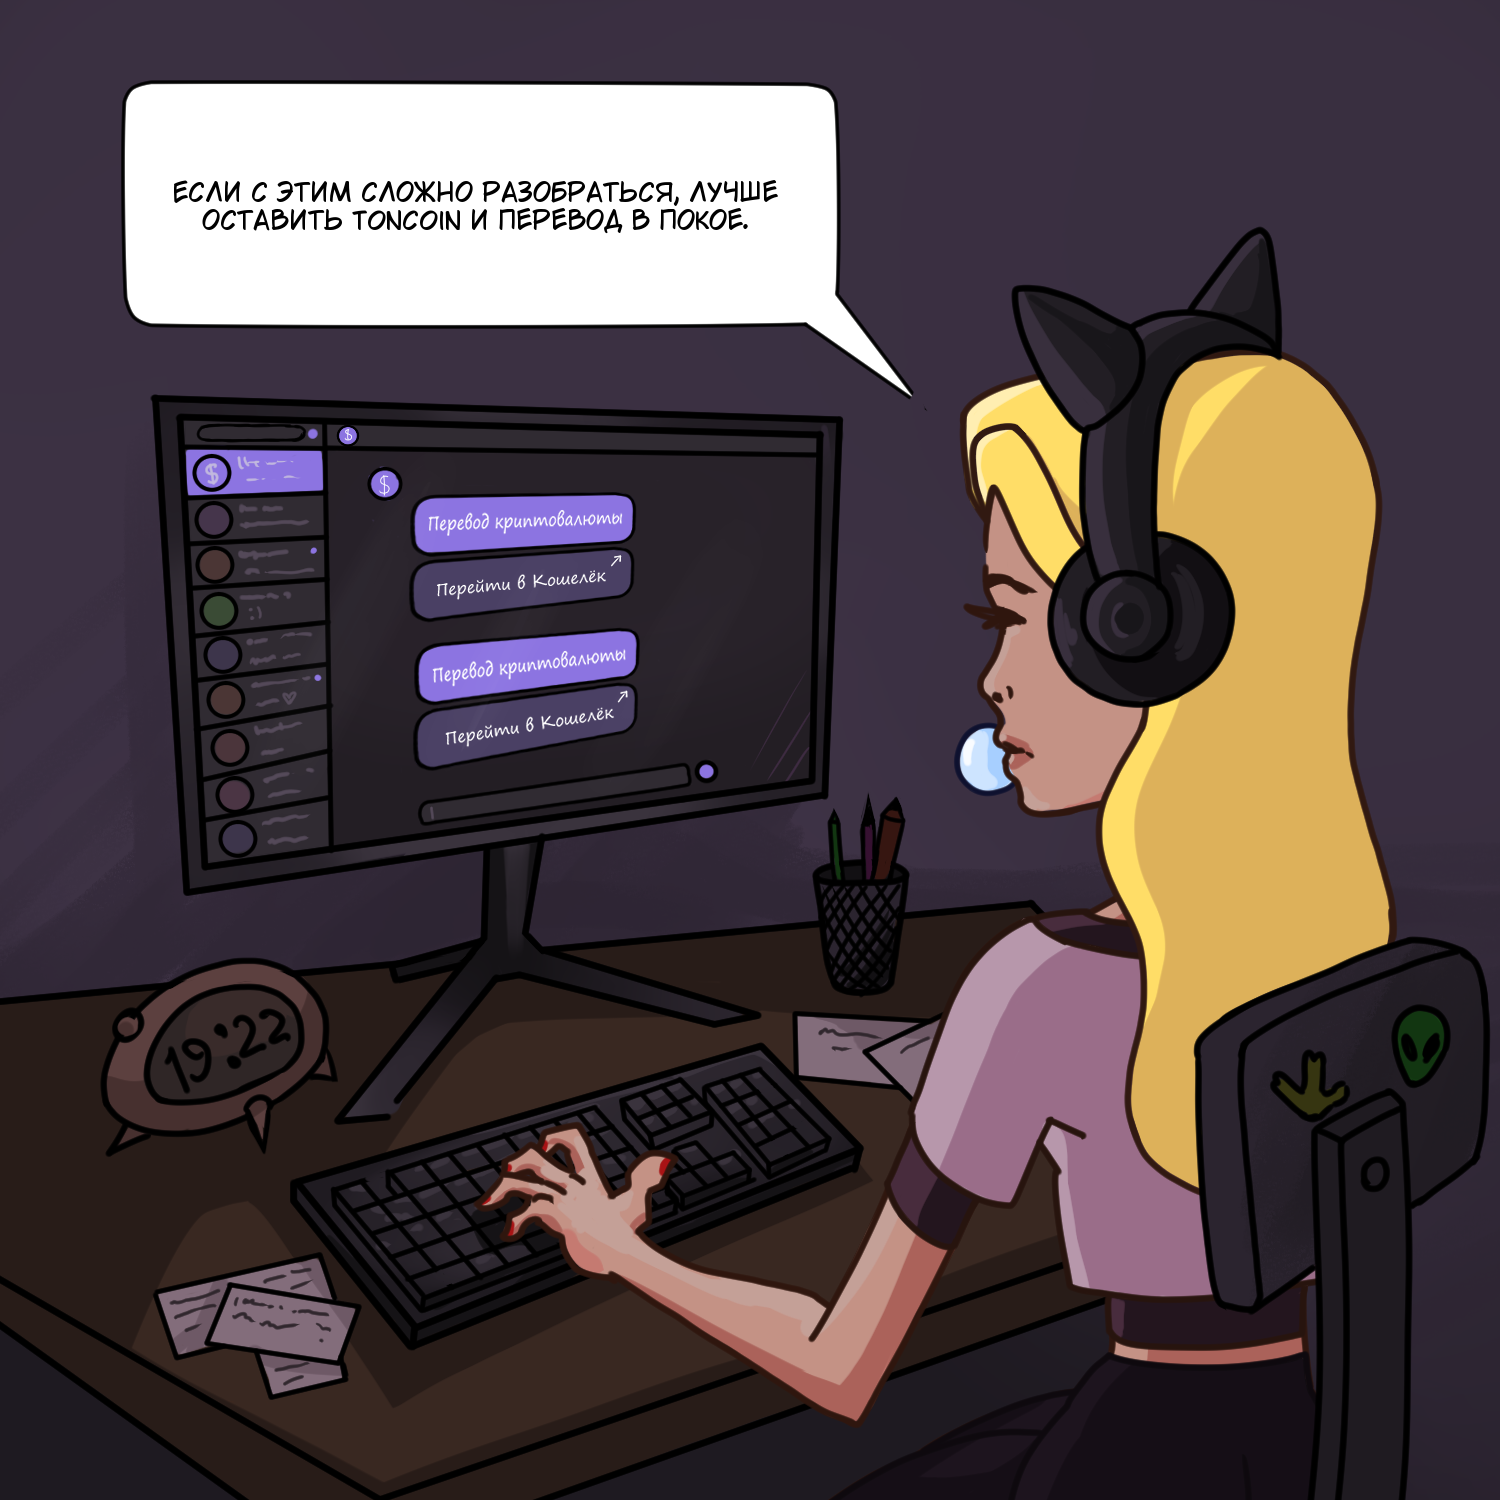 ЕСЛИ С ЭТИМ СЛОЖНО РАЗОБРАТЬСЯ, ЛУЧШЕ
ОСТАВИТЬ TONCOIN И ПЕРЕВОД В ПОКОЕ.
$
$
$
Перевод криптовалюты
Перейти в Кошелёк
:)
Перевод криптовалюты
Перейти в Кошелёк
19:22